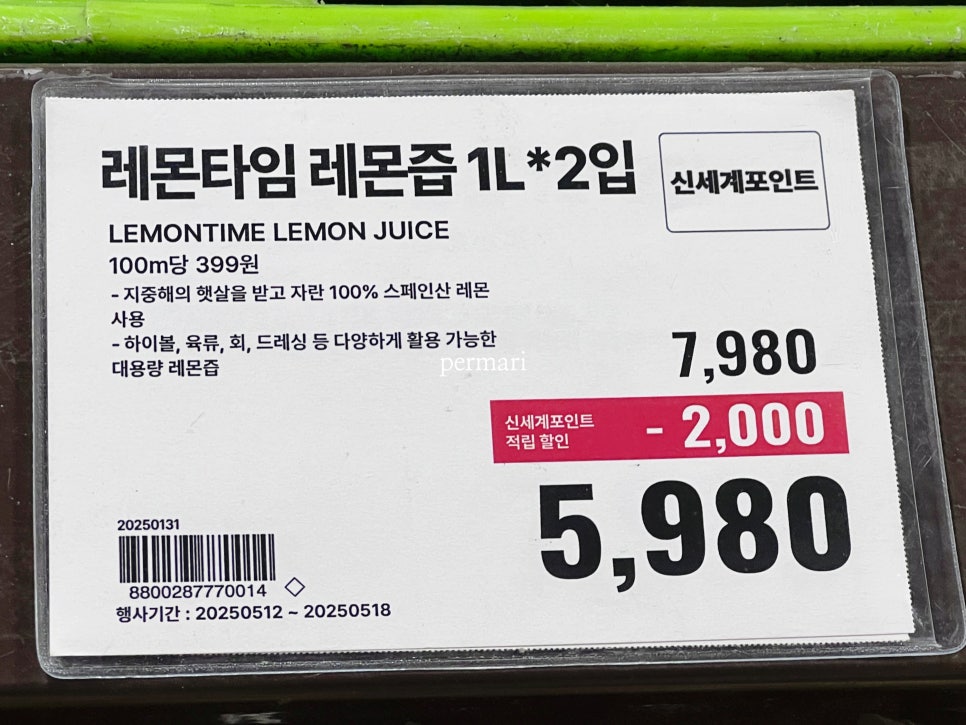 레몬타임 레몬즙 1L*2입
신세계포인트
LEMONTIME LEMON JUICE
100m당 399원
- 지중해의 햇살을 받고 자란 100% 스페인산 레몬
사용
- 하이볼, 육류, 회, 드레싱 등 다양하게 활용 가능한
대용량 레몬즙
permari
7,980
신세계포인트
적립 할인
- 2,000
5,980
20250131
8800287770014
행사기간 : 20250512 ~ 20250518